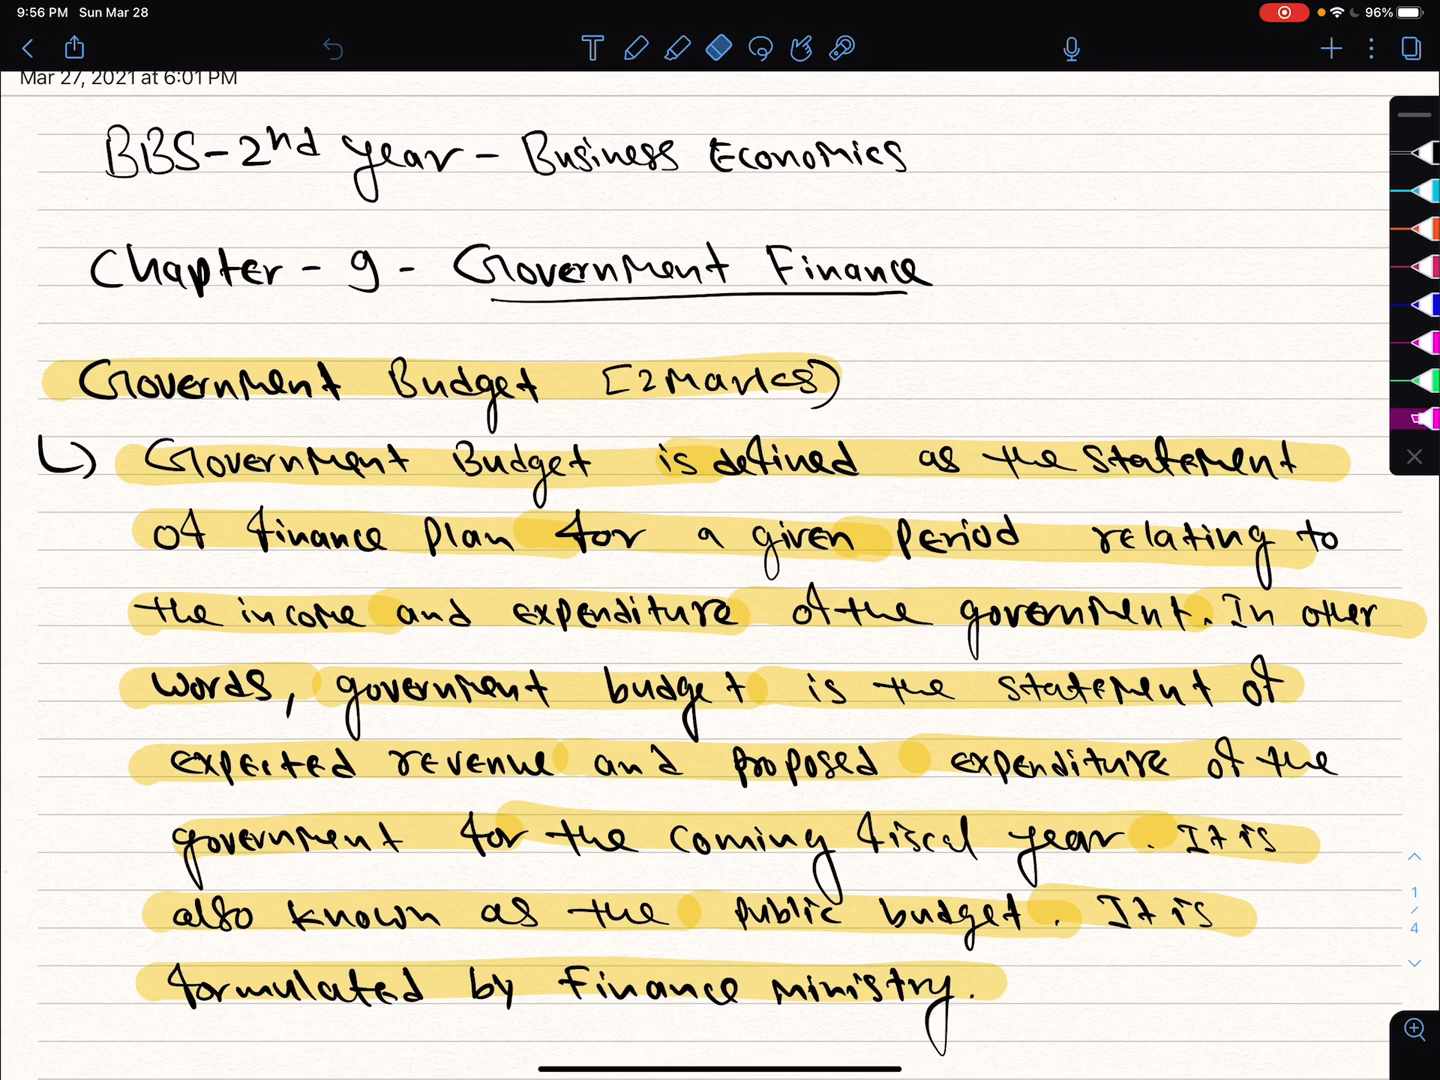 9:56 PM Sun Mar 28
96%
Mar 27, 2021 at 6:01 PM
BBS-2nd year - Business Economics
Chapter - 9 - Government Finance
Government Budget [2 Marks)
Government Budget is defined as the statement
of finance plan for a given period relating to
the income and expenditure of the government. In other
words, government budget is the statement of
expected revenue and proposed expenditure of the
government for the coming fiscal year. It is
also known as the public budget. It is
formulated by Finance ministry.
1
/
4